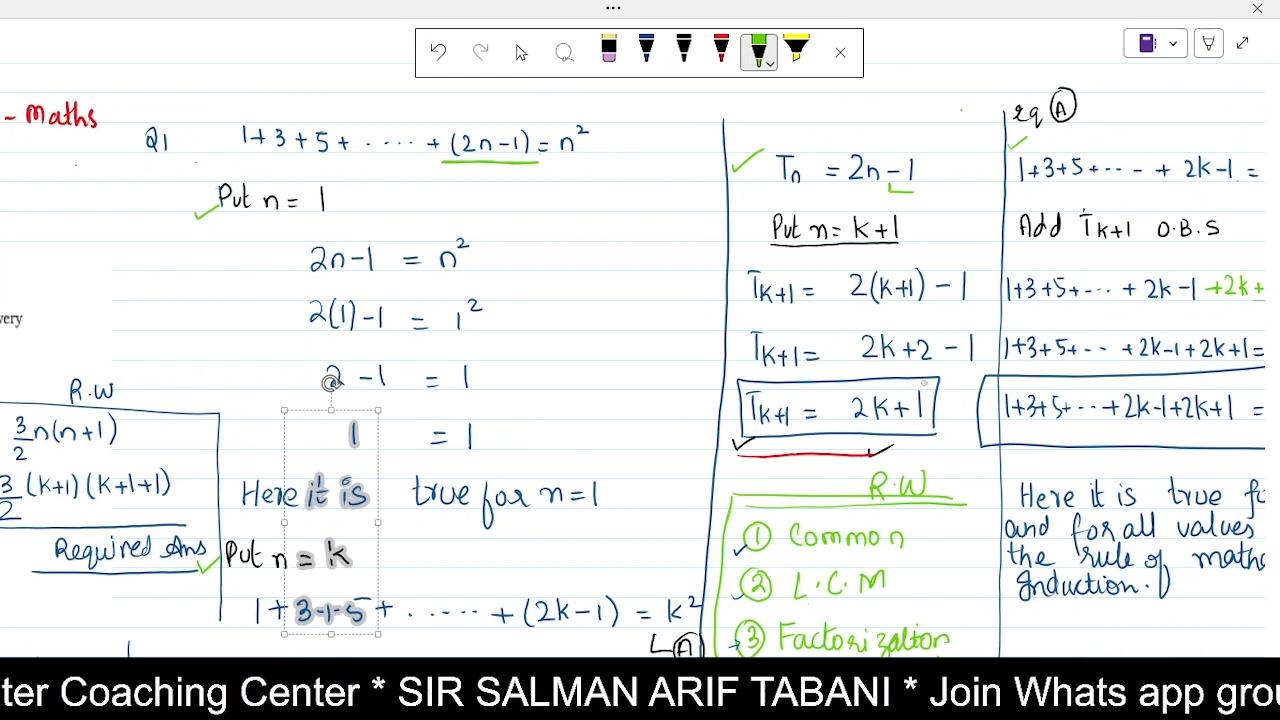 - Maths
Q1 1+3+5+ ..... + (2n-1) = n²
Put n = 1
2n-1 = n²
2(1)-1 = 1²
2 -1 = 1
1 = 1
Here it is true for n=1
Put n = k
1+3+5+ ...... + (2k-1) = k²
A
very
R.W
3/2 n(n+1)
3/2 (k+1)(k+1+1)
Required Ans
Tn = 2n-1
Put n = k+1
Tk+1 = 2(k+1) - 1
Tk+1 = 2k+2 - 1
Tk+1 = 2k+1
R.W
① Common
② L.C.M
③ Factorization
eq A
1+3+5+ ... - + 2k-1 =
Add Tk+1 O.B.S
1+3+5+ ... + 2k-1 +2k+
1+3+5+ ... +2k-1+2k+1=
1+3+5+ ... +2k-1+2k+1 =
Here it is true
and for all values
the rule of
Induction.
ter Coaching Center * SIR SALMAN ARIF TABANI * Join Whats app